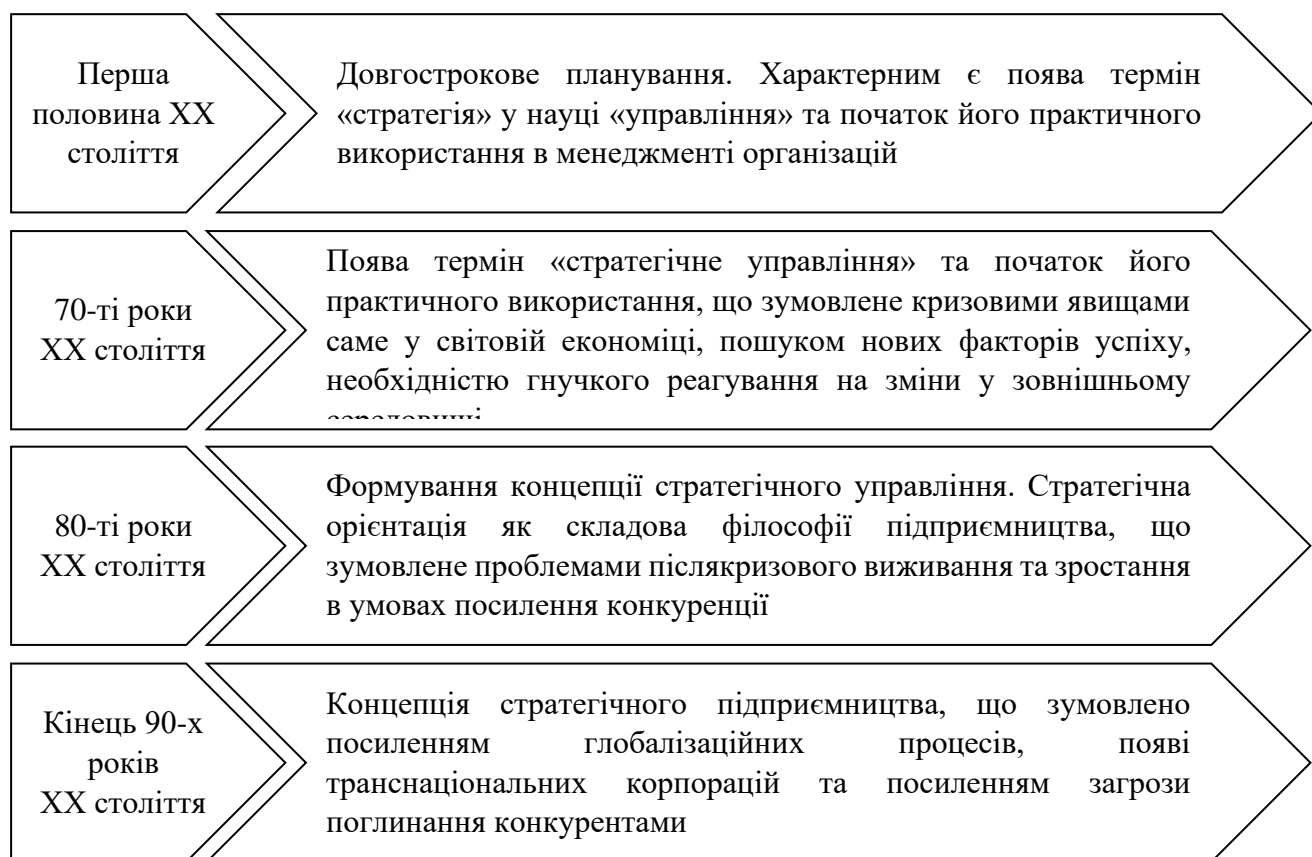 Перша
половина ХХ
століття
Довгострокове планування. Характерним є поява термін
«стратегія» у науці «управління» та початок його практичного
використання в менеджменті організацій
70-ті роки
ХХ століття
Поява термін «стратегічне управління» та початок його
практичного використання, що зумовлене кризовими явищами
саме у світовій економіці, пошуком нових факторів успіху,
необхідністю гнучкого реагування на зміни у зовнішньому
80-ті роки
ХХ століття
Формування концепції стратегічного управління. Стратегічна
орієнтація як складова філософії підприємництва, що
зумовлене проблемами післякризового виживання та зростання
в умовах посилення конкуренції
Кінець 90-х
років
ХХ століття
Концепція стратегічного підприємництва, що зумовлено
посиленням глобалізаційних процесів, появі
транснаціональних корпорацій та посиленням загрози
поглинання конкурентами